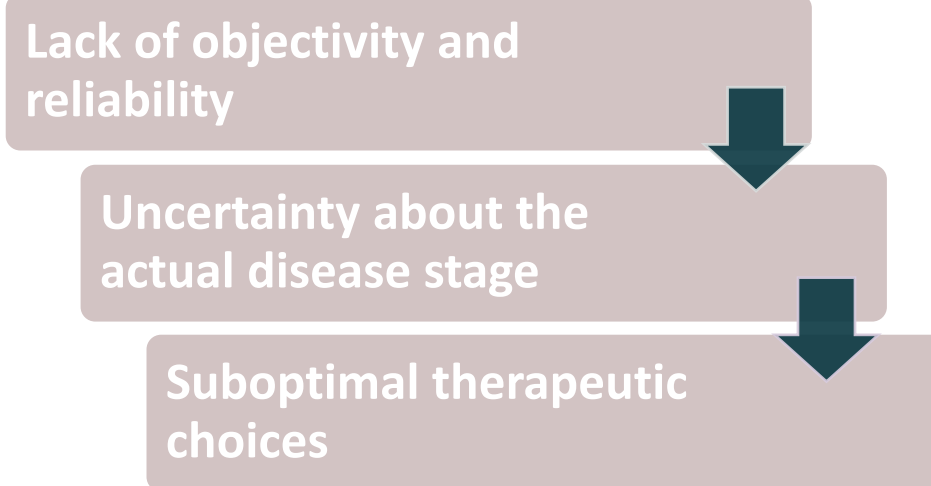 Lack of objectivity and
reliability
Uncertainty about the
actual disease stage
Suboptimal therapeutic
choices